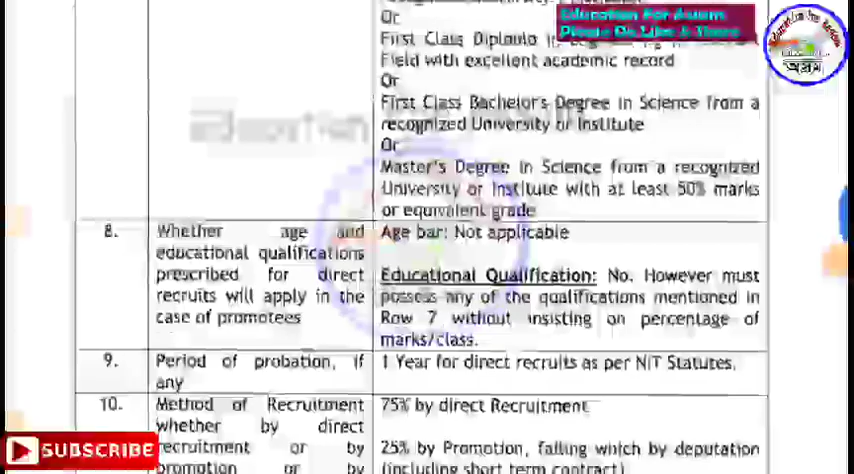 Education For Assam
Please Do Like & Share
Or
First Class Diploma in
Field with excellent academic record
Or
First Class Bachelor's Degree in Science from a
recognized University or Institute
Or
Master's Degree in Science from a recognized
University or Institute with at least 50% marks
or equivalent grade
8. Whether age and educational qualifications prescribed for direct recruits will apply in the case of promotees
Age bar: Not applicable
Educational Qualification: No. However must
possess any of the qualifications mentioned in
Row 7 without insisting on percentage of
marks/class.
9. Period of probation, if any
1 Year for direct recruits as per NIT Statutes.
10. Method of Recruitment
whether by direct
recruitment or by
promotion or by
75% by direct Recruitment
25% by Promotion, falling which by deputation
(including short term contract)
SUBSCRIBE